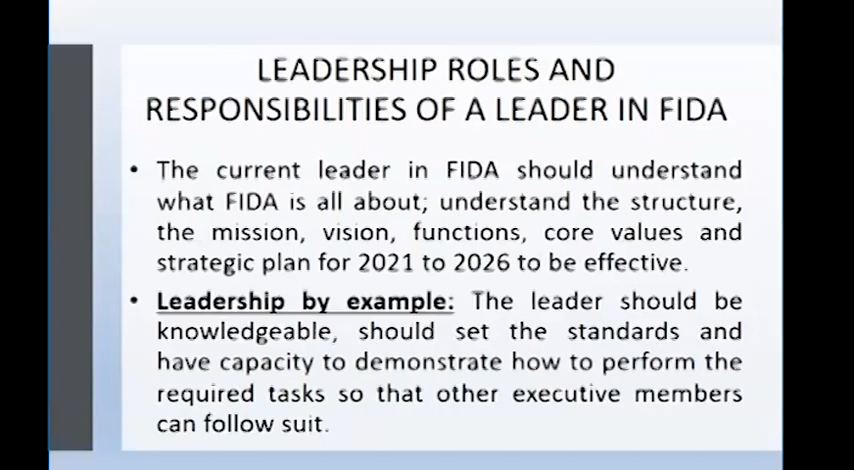 LEADERSHIP ROLES AND
RESPONSIBILITIES OF A LEADER IN FIDA
• The current leader in FIDA should understand
what FIDA is all about; understand the structure,
the mission, vision, functions, core values and
strategic plan for 2021 to 2026 to be effective.
• Leadership by example: The leader should be
knowledgeable, should set the standards and
have capacity to demonstrate how to perform the
required tasks so that other executive members
can follow suit.